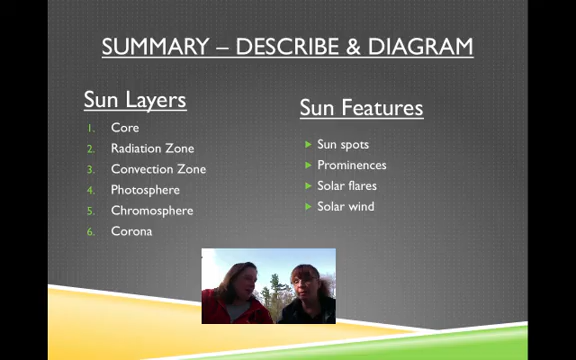 SUMMARY – DESCRIBE & DIAGRAM
Sun Layers
1. Core
2. Radiation Zone
3. Convection Zone
4. Photosphere
5. Chromosphere
6. Corona
Sun Features
Sun spots
Prominences
Solar flares
Solar wind